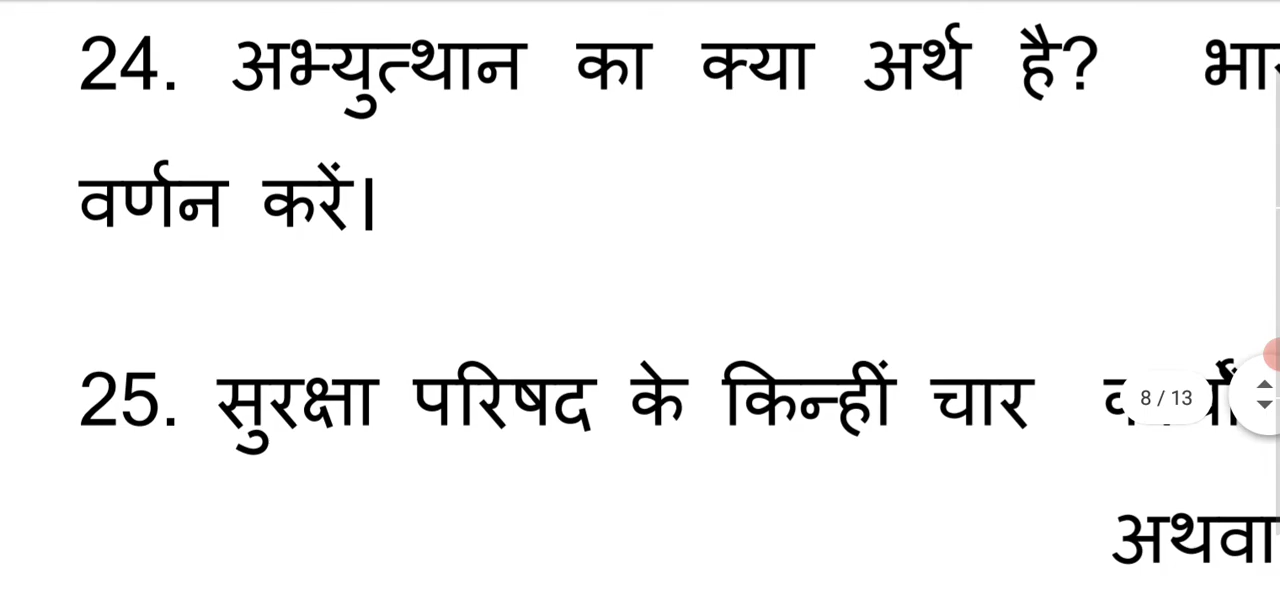 24. अभ्युत्थान का क्या अर्थ है?
वर्णन करें।
25. सुरक्षा परिषद के किन्हीं चार
8 / 13
अथवा